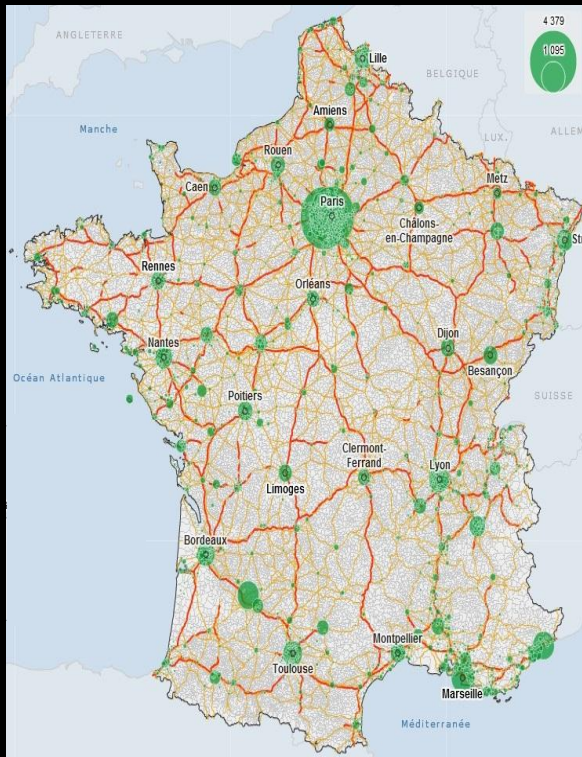 4 379
1 095
ANGLETERRE
Lille
BELGIQUE
Amiens
Manche
LUX.
ALLEM
Rouen
Metz
Caen
Paris
Châlons-
en-Champagne
Str
Rennes
Orléans
Dijon
Nantes
Besançon
Océan Atlantique
SUISSE
Poitiers
Clermont-
Ferrand
Lyon
Limoges
Bordeaux
Montpellier
Toulouse
Marseille
Méditerranée